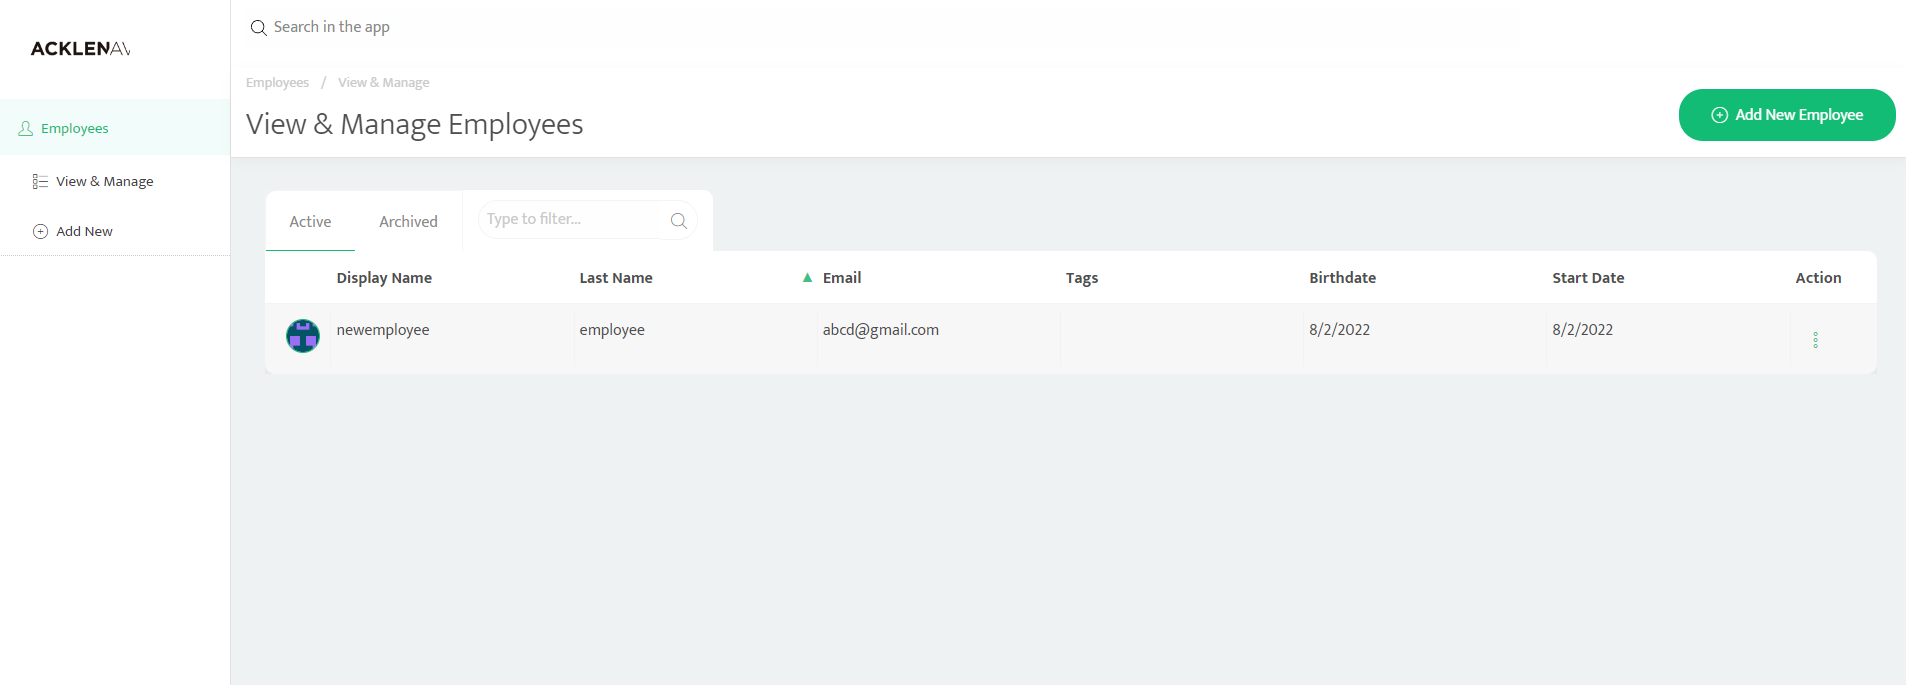 ACKLENAV
Search in the app
Employees / View & Manage
View & Manage Employees
Add New Employee
Employees
View & Manage
Add New
Active Archived Type to filter...
Display Name Last Name Email Tags Birthdate Start Date Action
newemployee employee abcd@gmail.com 8/2/2022 8/2/2022